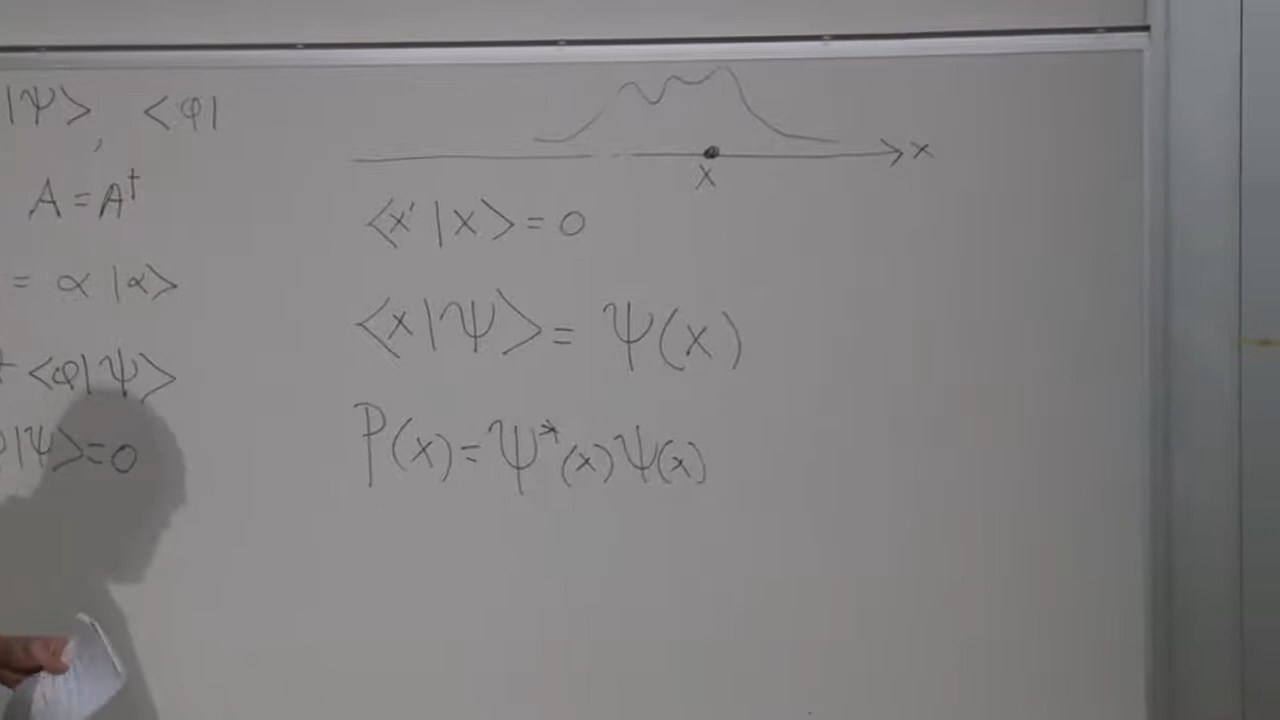 |Ψ> , <φ|
A = A†
= α |α>
<φ|Ψ>
|Ψ>=0
x
x
<x'|x> = 0
<x|Ψ> = Ψ(x)
P(x)=Ψ*(x)Ψ(x)